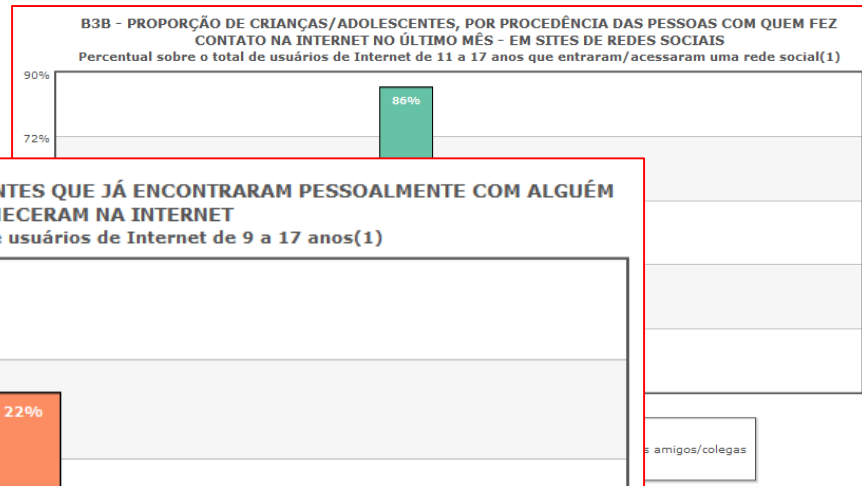 B3B - PROPORÇÃO DE CRIANÇAS/ADOLESCENTES, POR PROCEDÊNCIA DAS PESSOAS COM QUEM FEZ
CONTATO NA INTERNET NO ÚLTIMO MÊS - EM SITES DE REDES SOCIAIS
Percentual sobre o total de usuários de Internet de 11 a 17 anos que entraram/acessaram uma rede social(1)
90%
86%
72%
QUE JÁ ENCONTRARAM PESSOALMENTE COM ALGUÉM
NA INTERNET
usuários de Internet de 9 a 17 anos(1)
22%
amigos/colegas